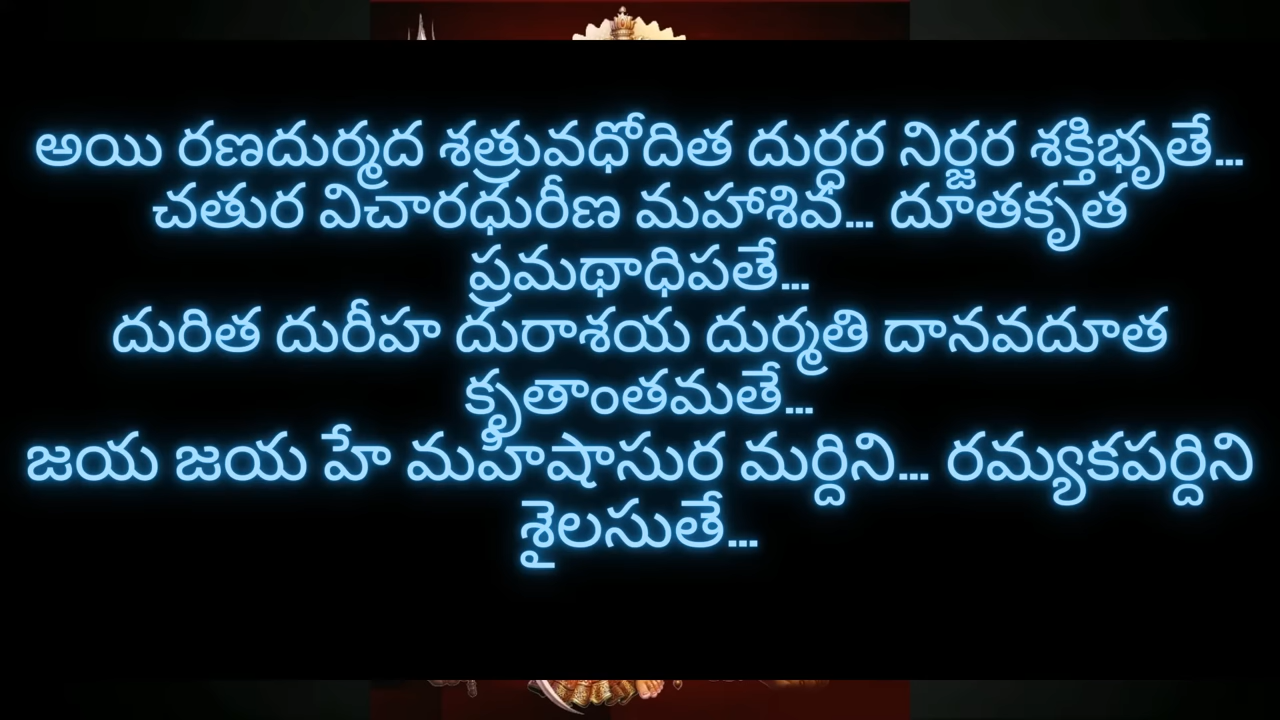 అయి రణదుర్మద శత్రువధోదిత దుర్ధర నిర్జర శక్తిభృతే...
చతుర విచారధురీణ మహాశివ... దూతకృత
ప్రమథాధిపతే...
దురిత దురీహ దురాశయ దుర్మతి దానవదూత
కృతాంతమతే...
జయ జయ హే మహిషాసుర మర్దిని... రమ్యకపర్దిని
శైలసుతే...